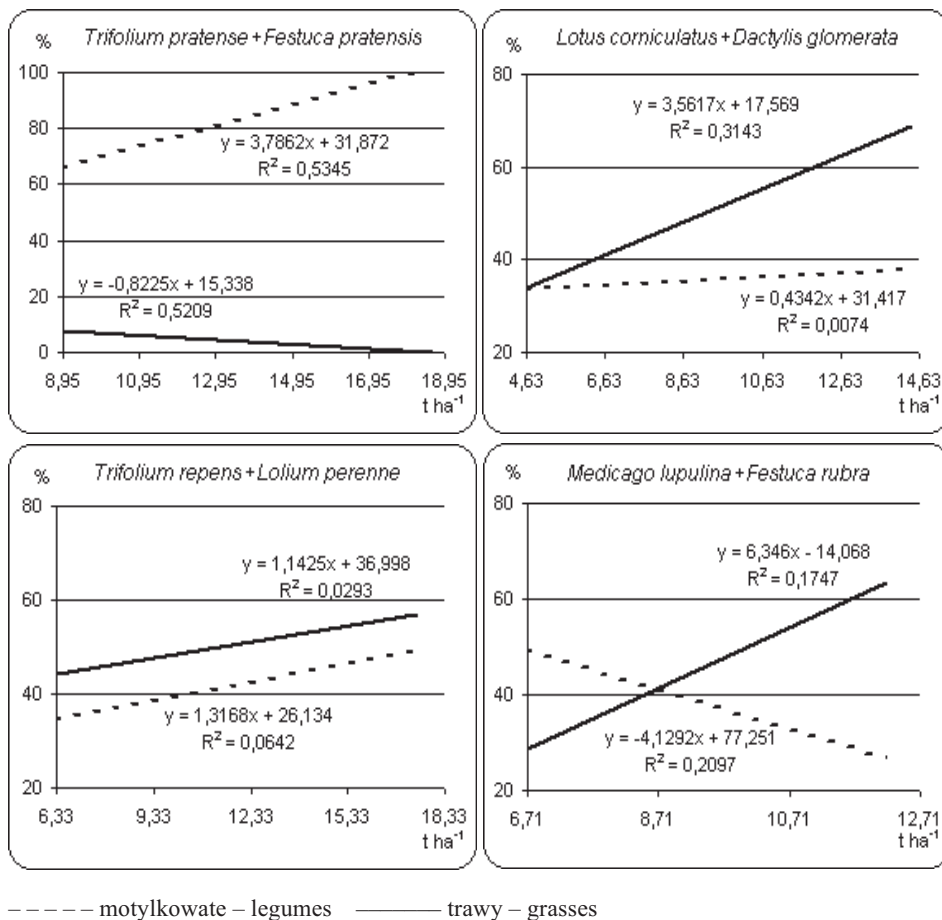 % Trifolium pratense + Festuca pratensis
100
80
60
40
20
0
y = 3,7862x + 31,872
R² = 0,5345
y = -0,8225x + 15,338
R² = 0,5209
8,95 10,95 12,95 14,95 16,95 18,95
t ha⁻¹
% Lotus corniculatus + Dactylis glomerata
80
60
40
20
y = 3,5617x + 17,569
R² = 0,3143
y = 0,4342x + 31,417
R² = 0,0074
4,63 6,63 8,63 10,63 12,63 14,63
t ha⁻¹
% Trifolium repens + Lolium perenne
80
60
40
20
y = 1,1425x + 36,998
R² = 0,0293
y = 1,3168x + 26,134
R² = 0,0642
6,33 9,33 12,33 15,33 18,33
t ha⁻¹
% Medicago lupulina + Festuca rubra
80
60
40
20
y = 6,346x - 14,068
R² = 0,1747
y = -4,1292x + 77,251
R² = 0,2097
6,71 8,71 10,71 12,71
t ha⁻¹
motylkowate – legumes trawy – grasses